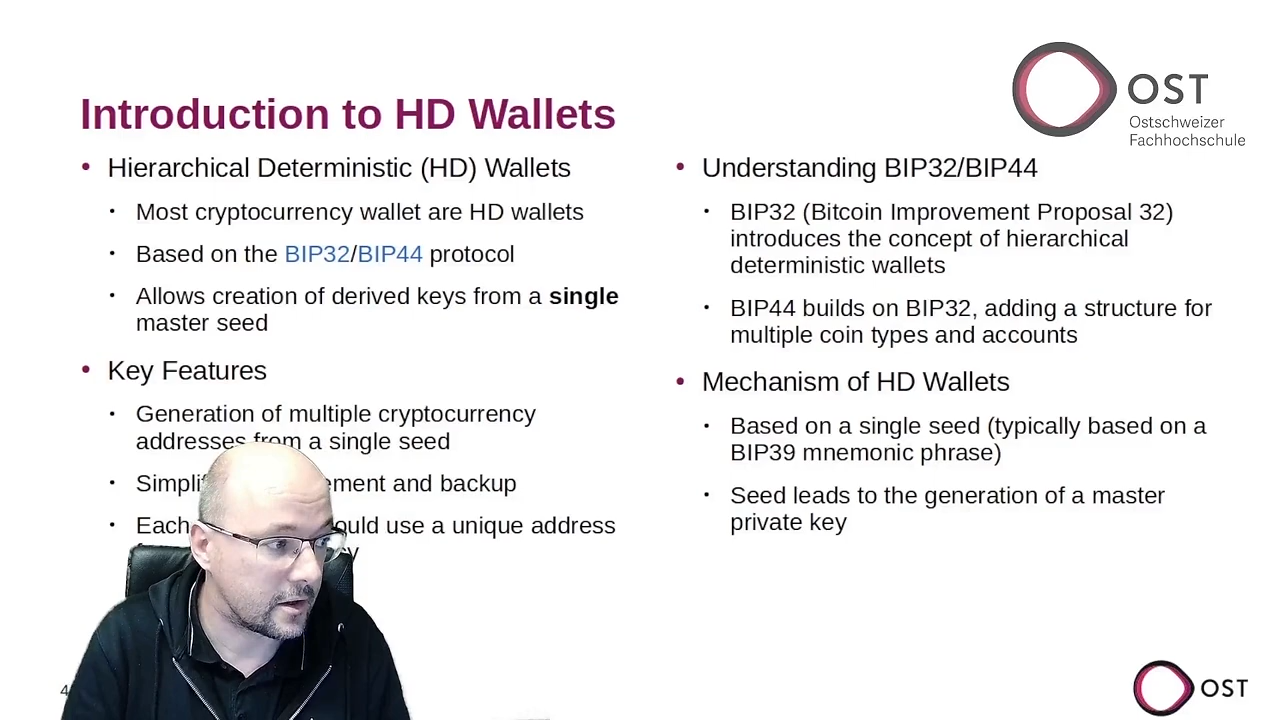 OST
Ostschweizer
Fachhochschule
Introduction to HD Wallets
• Hierarchical Deterministic (HD) Wallets
• Most cryptocurrency wallet are HD wallets
• Based on the BIP32/BIP44 protocol
• Allows creation of derived keys from a single
master seed
• Key Features
• Generation of multiple cryptocurrency
addresses from a single seed
• and backup
• Each use a unique address
• Understanding BIP32/BIP44
• BIP32 (Bitcoin Improvement Proposal 32)
introduces the concept of hierarchical
deterministic wallets
• BIP44 builds on BIP32, adding a structure for
multiple coin types and accounts
• Mechanism of HD Wallets
• Based on a single seed (typically based on a
BIP39 mnemonic phrase)
• Seed leads to the generation of a master
private key
4
OST